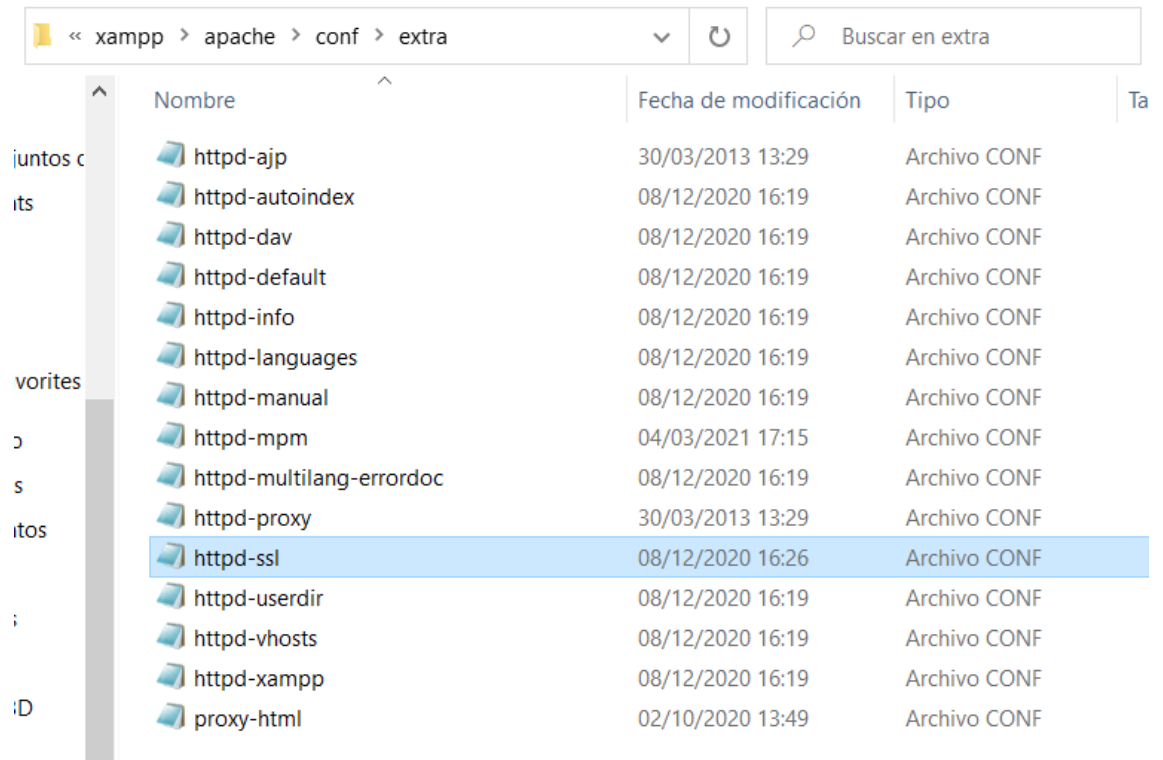 « xampp > apache > conf > extra Buscar en extra
Nombre Fecha de modificación Tipo Ta
httpd-ajp 30/03/2013 13:29 Archivo CONF
juntos c
httpd-autoindex 08/12/2020 16:19 Archivo CONF
nts
httpd-dav 08/12/2020 16:19 Archivo CONF
httpd-default 08/12/2020 16:19 Archivo CONF
httpd-info 08/12/2020 16:19 Archivo CONF
httpd-languages 08/12/2020 16:19 Archivo CONF
vorites
httpd-manual 08/12/2020 16:19 Archivo CONF
httpd-mpm 04/03/2021 17:15 Archivo CONF
o
httpd-multilang-errordoc 08/12/2020 16:19 Archivo CONF
s
httpd-proxy 30/03/2013 13:29 Archivo CONF
ntos
httpd-ssl 08/12/2020 16:26 Archivo CONF
httpd-userdir 08/12/2020 16:19 Archivo CONF
s
httpd-vhosts 08/12/2020 16:19 Archivo CONF
httpd-xampp 08/12/2020 16:19 Archivo CONF
3D
proxy-html 02/10/2020 13:49 Archivo CONF